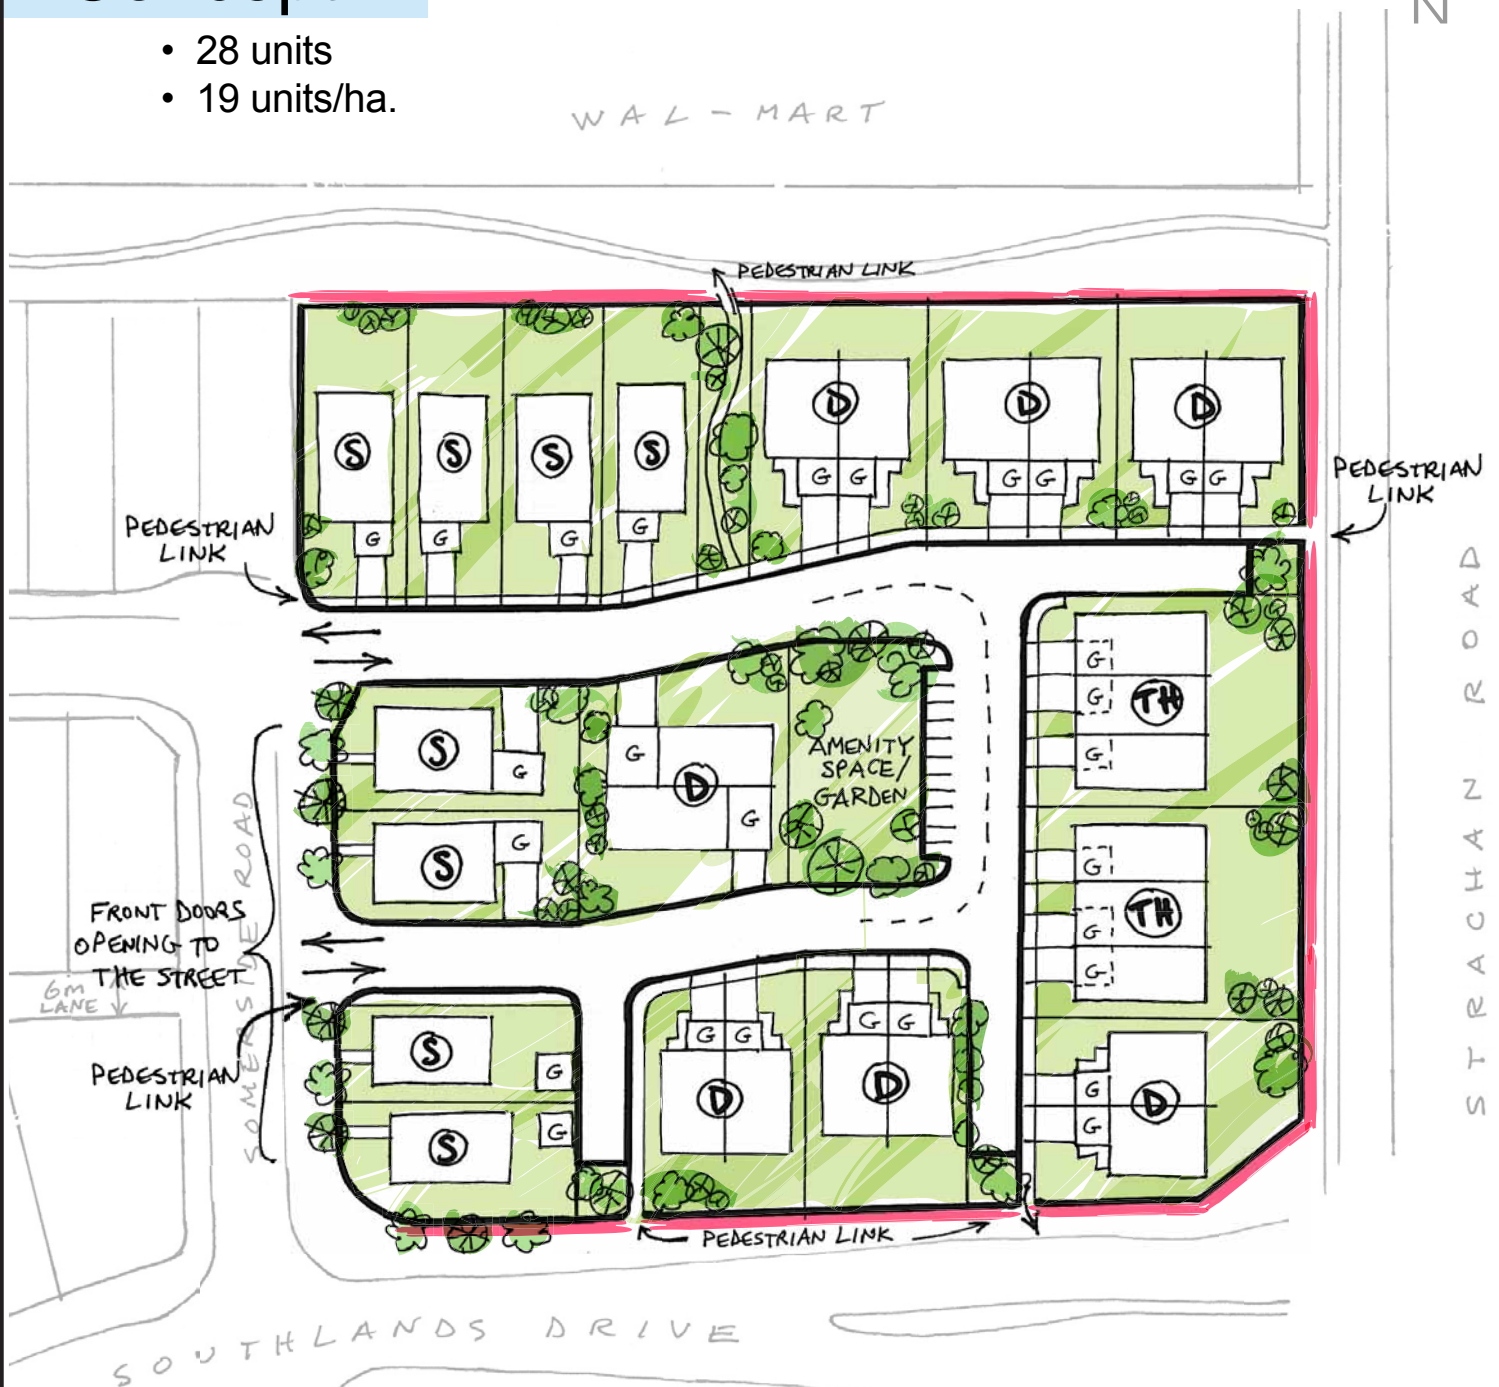 N
• 28 units
• 19 units/ha.
WAL-MART
PEDESTRIAN LINK
D
D
D
S
S
S
S
G G
G G
G G
PEDESTRIAN
LINK
PEDESTRIAN
LINK
G
G
G
G
STRACHAN ROAD
G
G
TH
G
S
G
G
D
G
AMENITY
SPACE/
GARDEN
S
G
G
TH
G
G
FRONT DOORS
OPENING TO
THE STREET
SOMERSIDE ROAD
6m
LANE
PEDESTRIAN
LINK
S
G
S
G
G G
D
G G
D
G
G
D
PEDESTRIAN LINK
SOUTHLANDS DRIVE